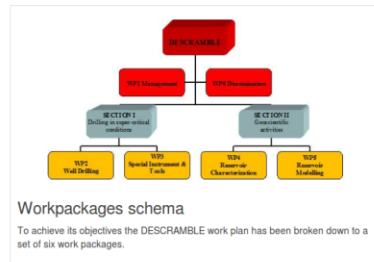 DESCRAMBLE
WP1 Management
WP6 Dissemination
SECTION I
Drilling in super-critical
conditions
SECTION II
Geoscientific
activities
WP2
Well Drilling
WP3
Special Instrument &
Tools
WP4
Reservoir
Characterization
WP5
Reservoir
Modelling
Workpackages schema
To achieve its objectives the DESCRAMBLE work plan has been broken down to a
set of six work packages.